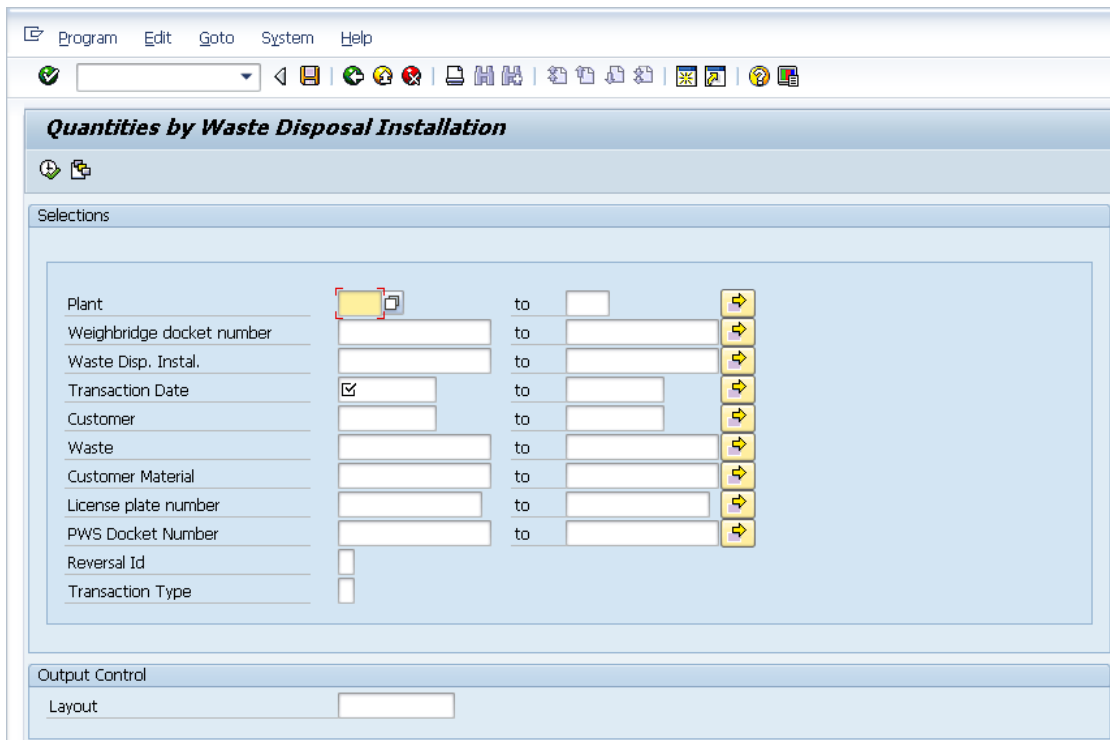 Program Edit Goto System Help
Quantities by Waste Disposal Installation
Selections
Plant to
Weighbridge docket number to
Waste Disp. Instal. to
Transaction Date to
Customer to
Waste to
Customer Material to
License plate number to
PWS Docket Number to
Reversal Id
Transaction Type
Output Control
Layout